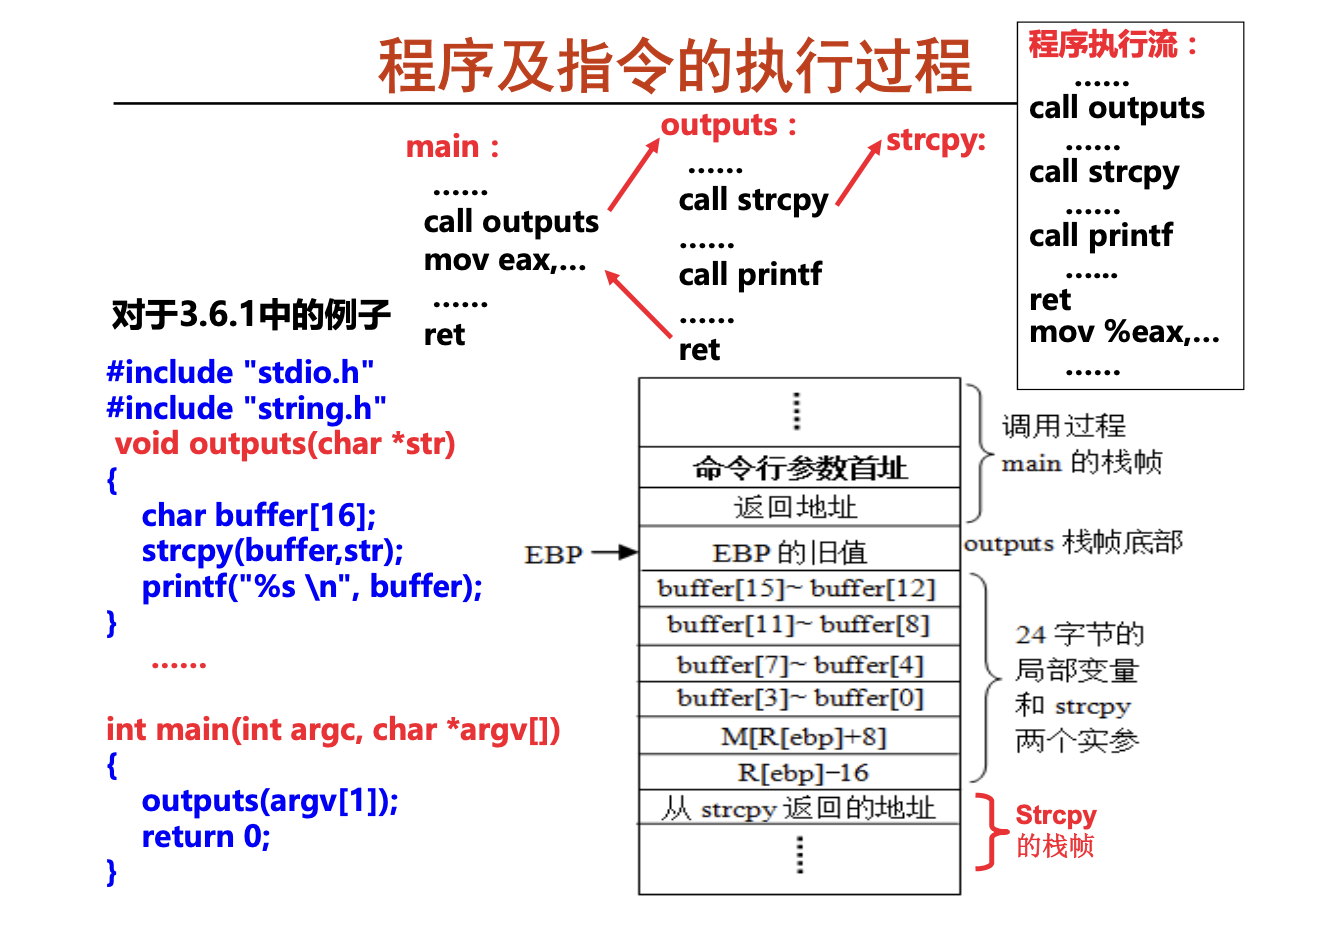 程序及指令的执行过程
程序执行流：
……
call outputs
……
call strcpy
……
call printf
……
ret
mov %eax,…
……
main：
……
call outputs
mov eax,…
……
ret
outputs：
……
call strcpy
……
call printf
……
ret
strcpy:
对于3.6.1中的例子
#include "stdio.h"
#include "string.h"
void outputs(char *str)
{
char buffer[16];
strcpy(buffer,str);
printf("%s \n", buffer);
}
……
int main(int argc, char *argv[])
{
outputs(argv[1]);
return 0;
}
命令行参数首址
返回地址
EBP
EBP 的旧值
buffer[15]~ buffer[12]
buffer[11]~ buffer[8]
buffer[7]~ buffer[4]
buffer[3]~ buffer[0]
M[R[ebp]+8]
R[ebp]−16
从 strcpy 返回的地址
调用过程
main 的栈帧
outputs 栈帧底部
24 字节的
局部变量
和 strcpy
两个实参
Strcpy
的栈帧